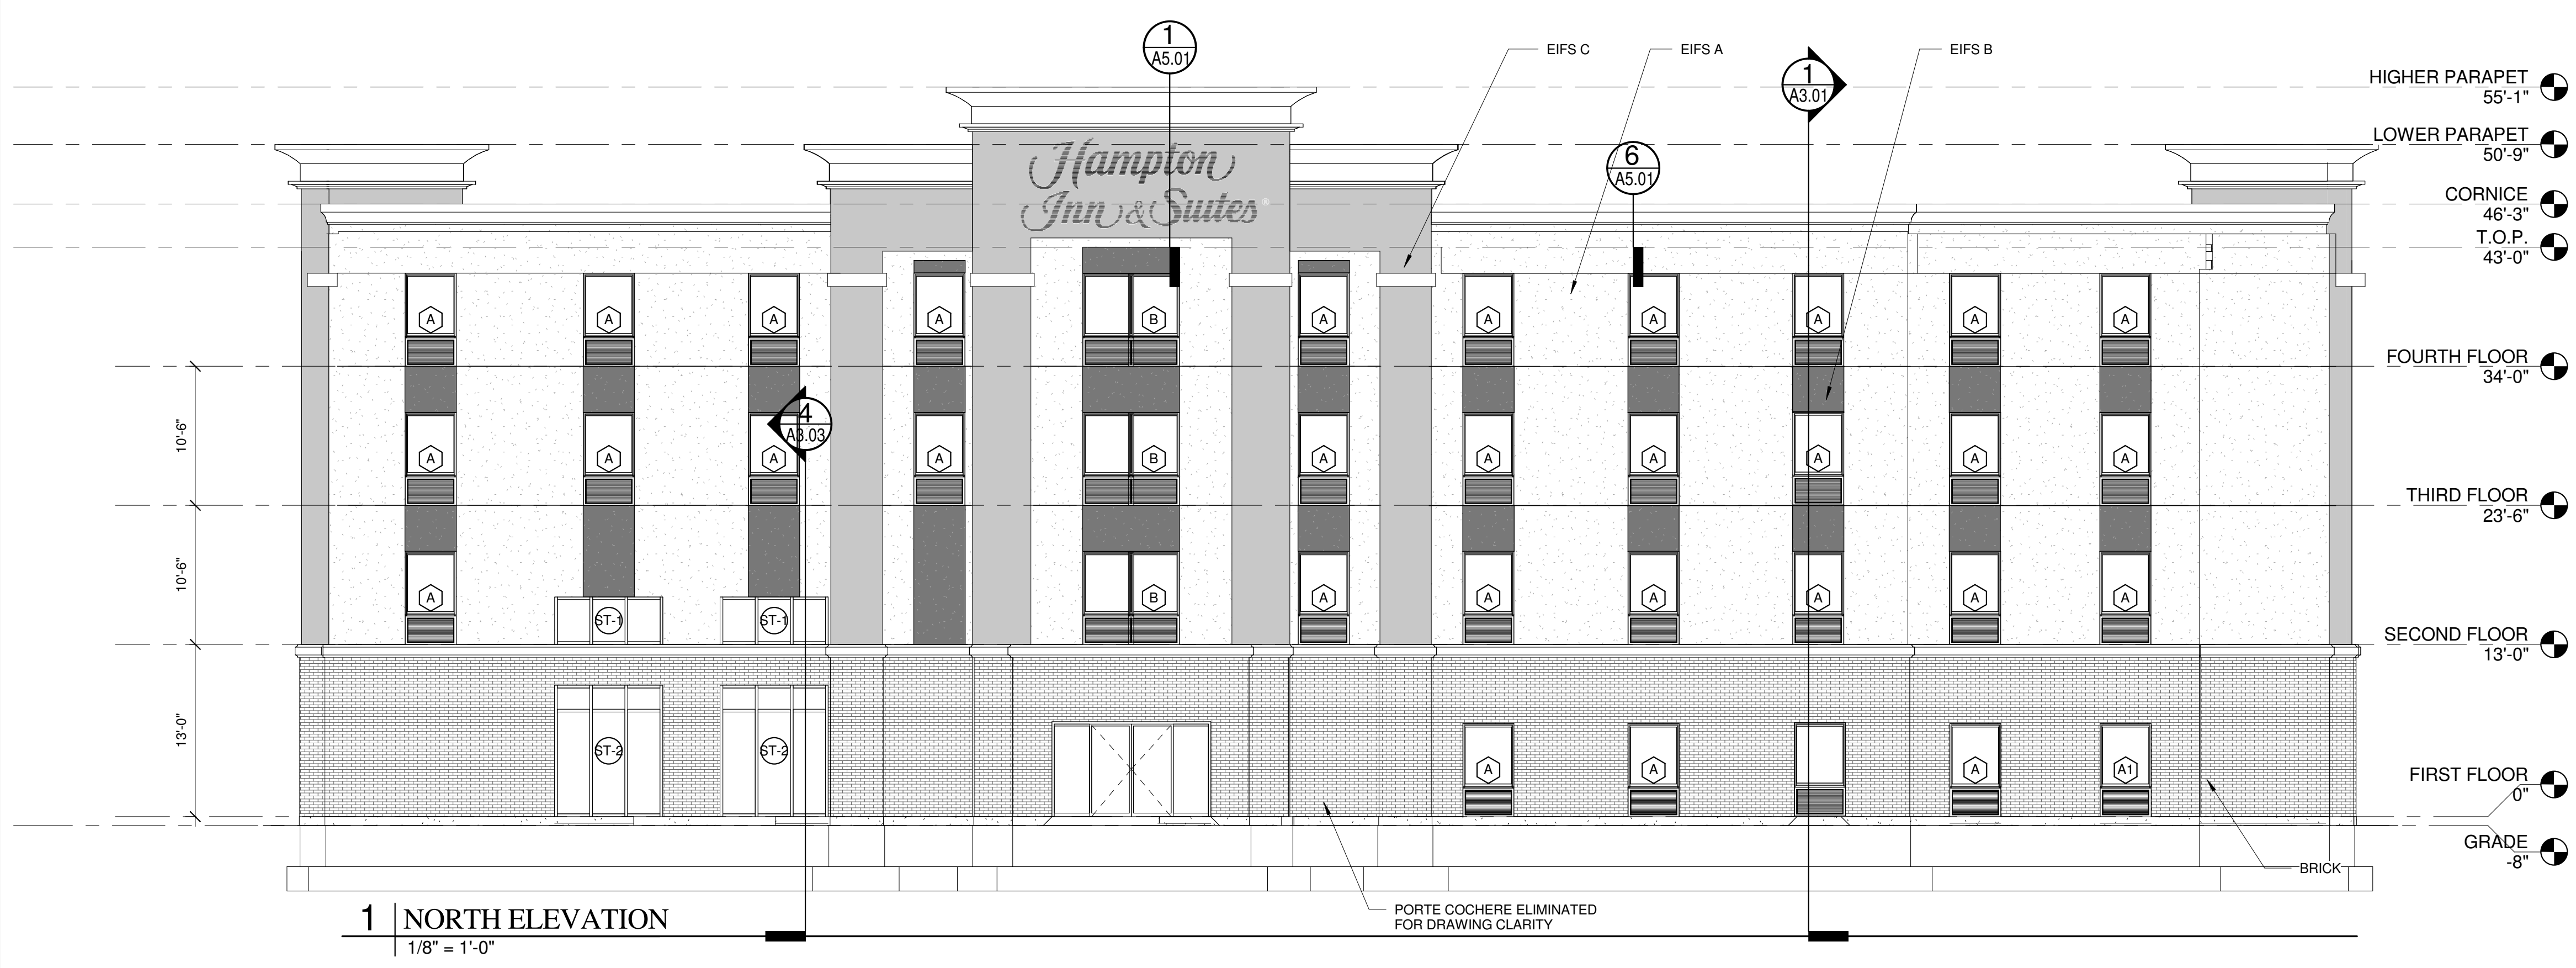 1
A5.01
EIFS C
EIFS A
EIFS B
1
A3.01
6
A5.01
HIGHER PARAPET
55'-1"
LOWER PARAPET
50'-9"
CORNICE
46'-3"
T.O.P.
43'-0"
FOURTH FLOOR
34'-0"
THIRD FLOOR
23'-6"
SECOND FLOOR
13'-0"
FIRST FLOOR
0"
GRADE
-8"
Hampton
Inn & Suites®
A A A A B A A A A A A
10'-6"
4
A3.03
A A A A B A A A A A A
10'-6"
A B A A A A A A
ST-1 ST-1
13'-0"
ST-2 ST-2
A A A A1
BRICK
PORTE COCHERE ELIMINATED
FOR DRAWING CLARITY
1 NORTH ELEVATION
1/8" = 1'-0"